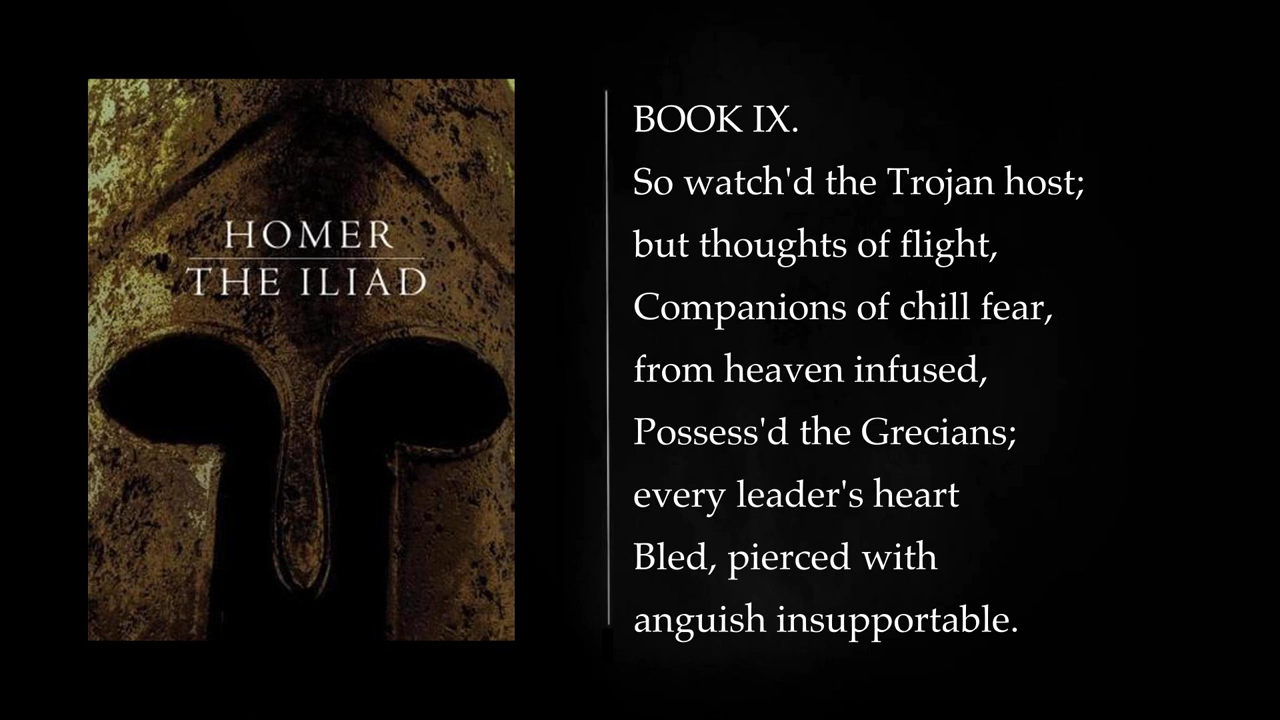 HOMER
THE ILIAD
BOOK IX.
So watch'd the Trojan host;
but thoughts of flight,
Companions of chill fear,
from heaven infused,
Possess'd the Grecians;
every leader's heart
Bled, pierced with
anguish insupportable.